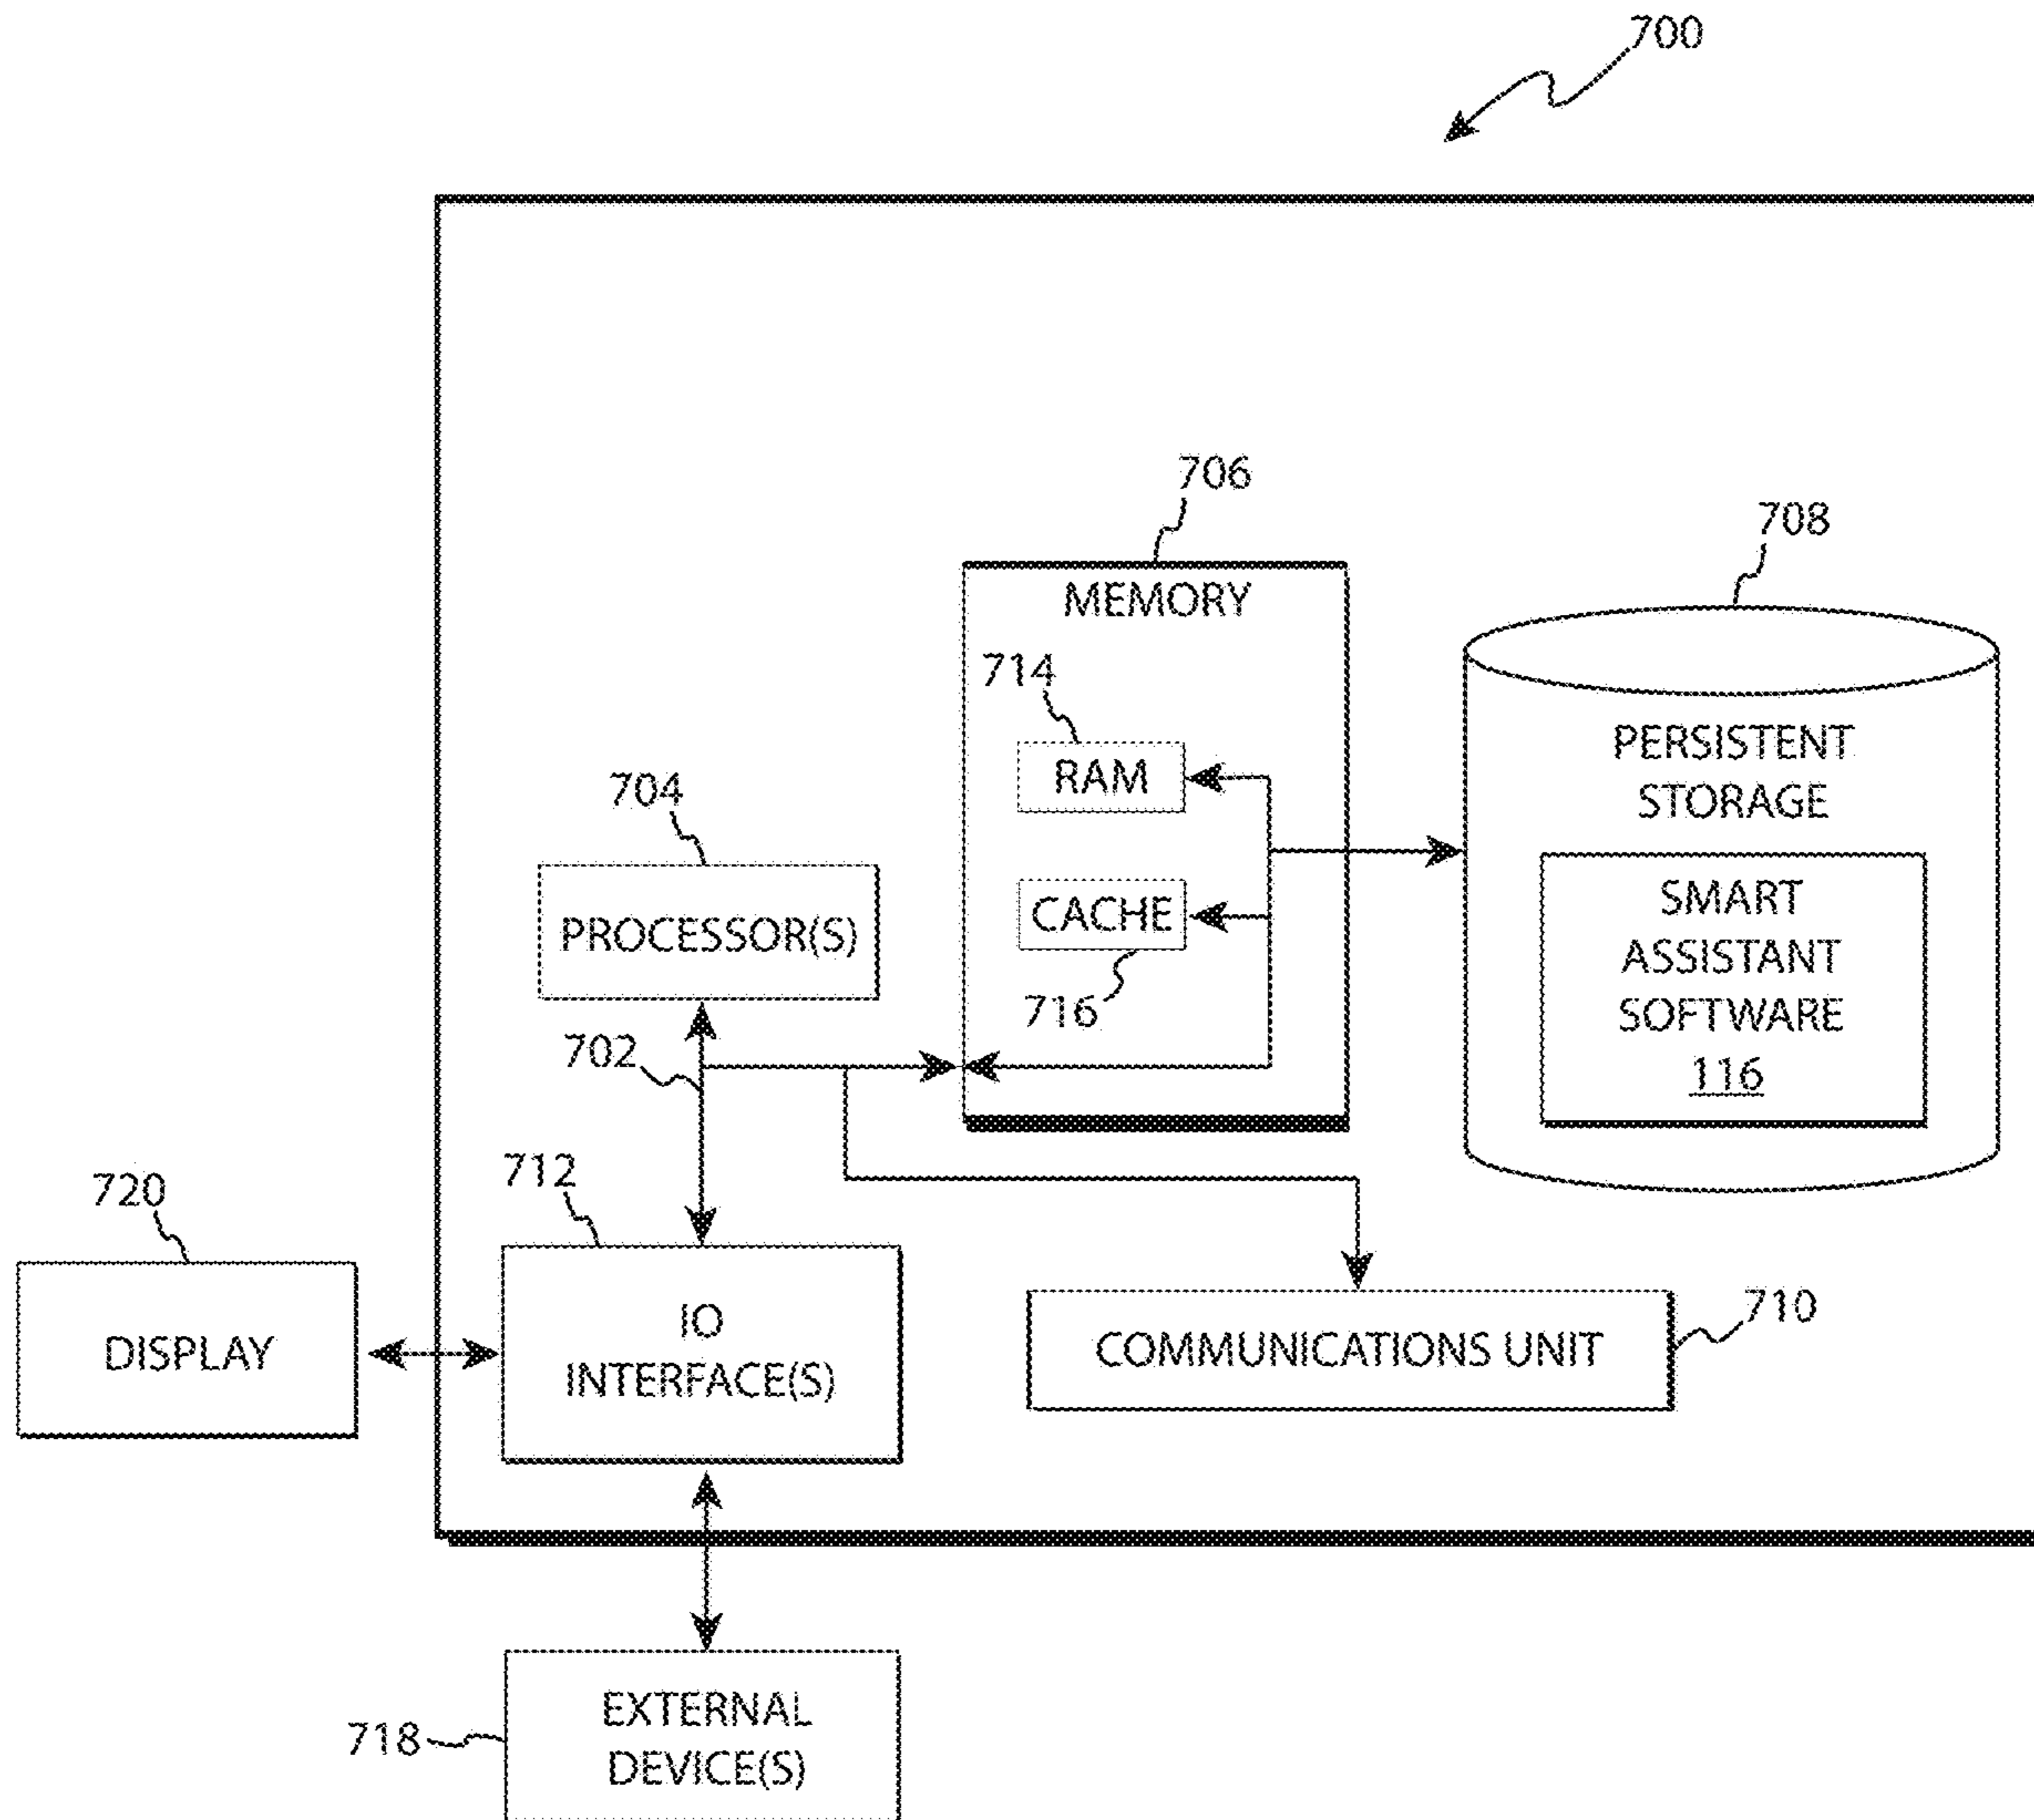 700
706
MEMORY
708
714
RAM
PERSISTENT
STORAGE
704
PROCESSOR(S)
CACHE
716
SMART
ASSISTANT
SOFTWARE
116
702
712
720
DISPLAY
IO
INTERFACE(S)
COMMUNICATIONS UNIT
710
718
EXTERNAL
DEVICE(S)